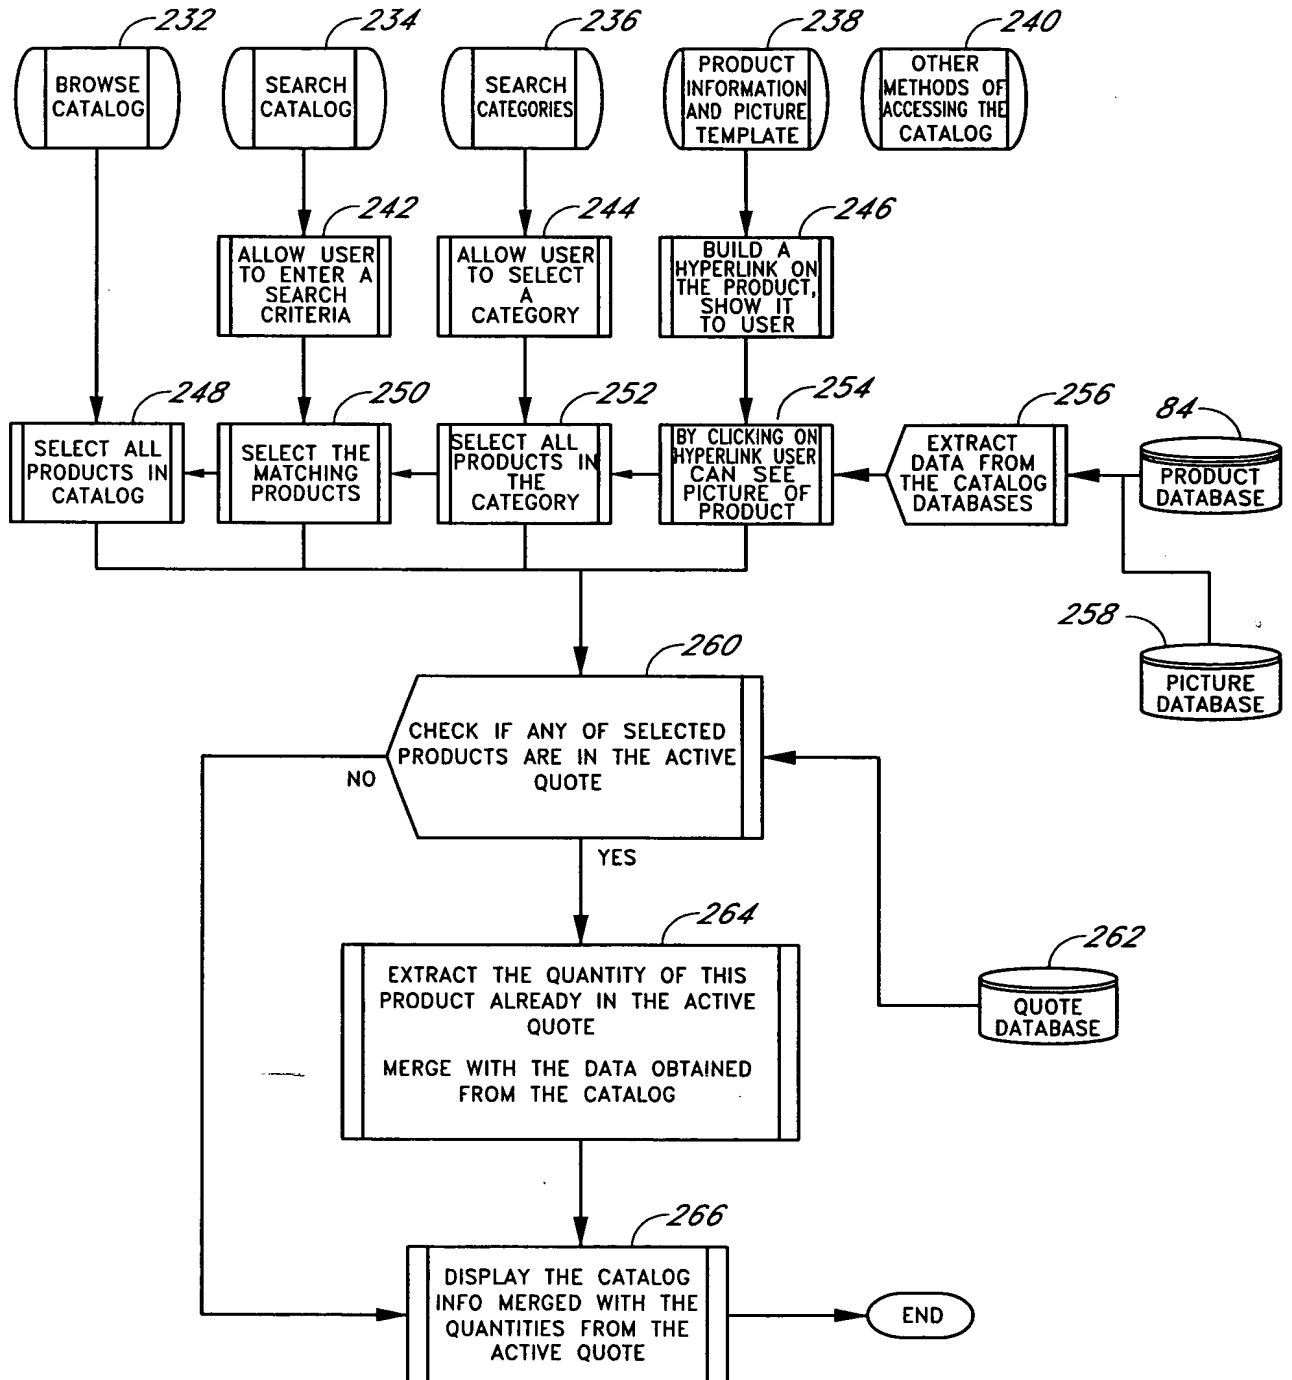 232
234
236
238
240
BROWSE
CATALOG
SEARCH
CATALOG
SEARCH
CATEGORIES
PRODUCT
INFORMATION
AND PICTURE
TEMPLATE
OTHER
METHODS OF
ACCESSING THE
CATALOG
242
244
246
ALLOW USER
TO ENTER A
SEARCH
CRITERIA
ALLOW USER
TO SELECT
A
CATEGORY
BUILD A
HYPERLINK ON
THE PRODUCT,
SHOW IT
TO USER
248
250
252
254
256
84
SELECT ALL
PRODUCTS IN
CATALOG
SELECT THE
MATCHING
PRODUCTS
SELECT ALL
PRODUCTS IN
THE
CATEGORY
BY CLICKING ON
HYPERLINK USER
CAN SEE
PICTURE OF
PRODUCT
EXTRACT
DATA FROM
THE CATALOG
DATABASES
PRODUCT
DATABASE
258
PICTURE
DATABASE
260
CHECK IF ANY OF SELECTED
PRODUCTS ARE IN THE ACTIVE
QUOTE
NO
YES
264
EXTRACT THE QUANTITY OF THIS
PRODUCT ALREADY IN THE ACTIVE
QUOTE
MERGE WITH THE DATA OBTAINED
FROM THE CATALOG
262
QUOTE
DATABASE
266
DISPLAY THE CATALOG
INFO MERGED WITH THE
QUANTITIES FROM THE
ACTIVE QUOTE
END